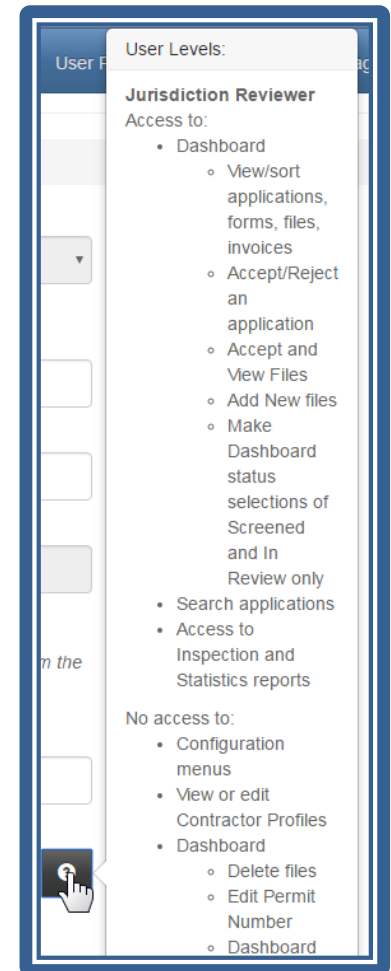 User Levels:
User
Jurisdiction Reviewer
Access to:
• Dashboard
◦ View/sort
applications,
forms, files,
invoices
◦ Accept/Reject
an
application
◦ Accept and
View Files
◦ Add New files
◦ Make
Dashboard
status
selections of
Screened
and In
Review only
• Search applications
• Access to
Inspection and
Statistics reports
the
No access to:
• Configuration
menus
• View or edit
Contractor Profiles
• Dashboard
◦ Delete files
◦ Edit Permit
Number
◦ Dashboard